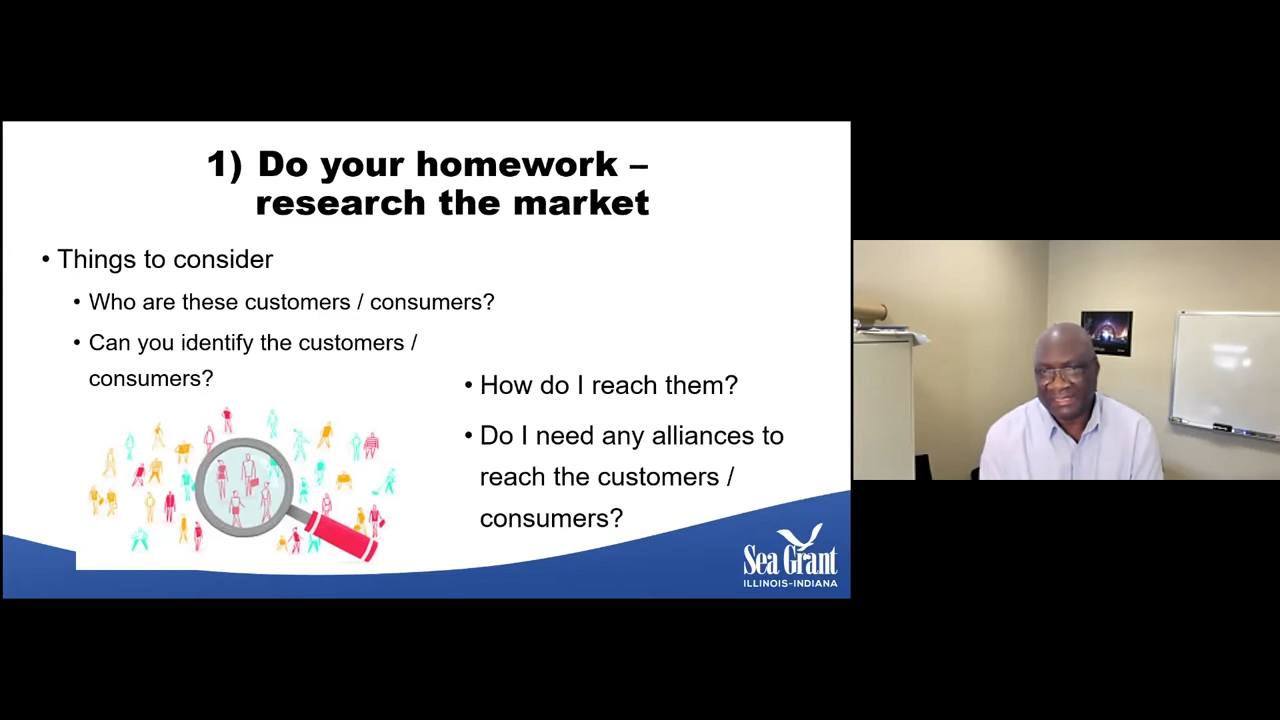 1) Do your homework –
research the market
• Things to consider
• Who are these customers / consumers?
• Can you identify the customers /
consumers?
• How do I reach them?
• Do I need any alliances to
reach the customers /
consumers?
Sea Grant
ILLINOIS-INDIANA